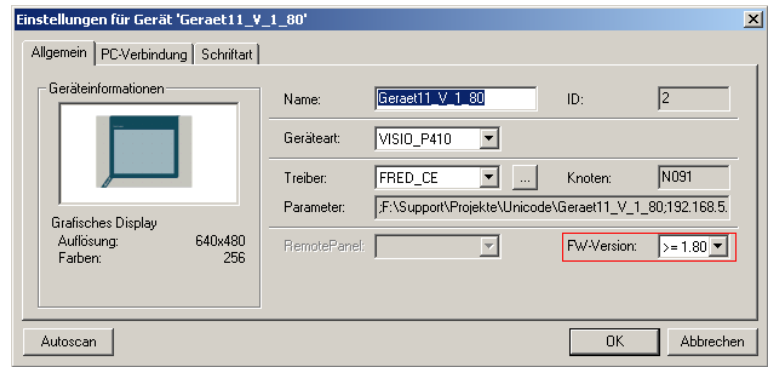 Einstellungen für Gerät 'Geraet11_V_1_80'
Allgemein PC-Verbindung Schriftart
Geräteinformationen
Grafisches Display
Auflösung: 640x480
Farben: 256
Name: Geraet11_V_1_80 ID: 2
Geräteart: VISIO_P410
Treiber: FRED_CE ... Knoten: N091
Parameter: ;F:\Support\Projekte\Unicode\Geraet11_V_1_80;192.168.5.
RemotePanel: FW-Version: >= 1.80
Autoscan OK Abbrechen